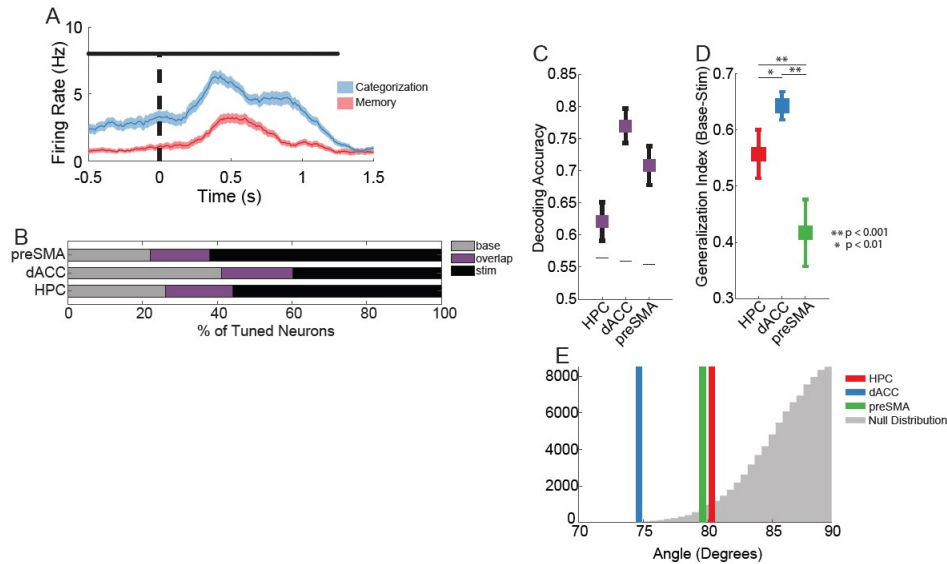 A
Firing Rate (Hz)
10
5
0
-0.5 0 0.5 1 1.5
Time (s)
Categorization
Memory
B
preSMA
dACC
HPC
0 20 40 60 80 100
% of Tuned Neurons
base
overlap
stim
C
Decoding Accuracy
0.85
0.8
0.75
0.7
0.65
0.6
0.55
0.5
HPC
dACC
preSMA
D
Generalization Index (Base-Stim)
0.7
0.6
0.5
0.4
0.3
**
* **
HPC
dACC
preSMA
** p < 0.001
* p < 0.01
E
8000
6000
4000
2000
0
70 75 80 85 90
Angle (Degrees)
HPC
dACC
preSMA
Null Distribution